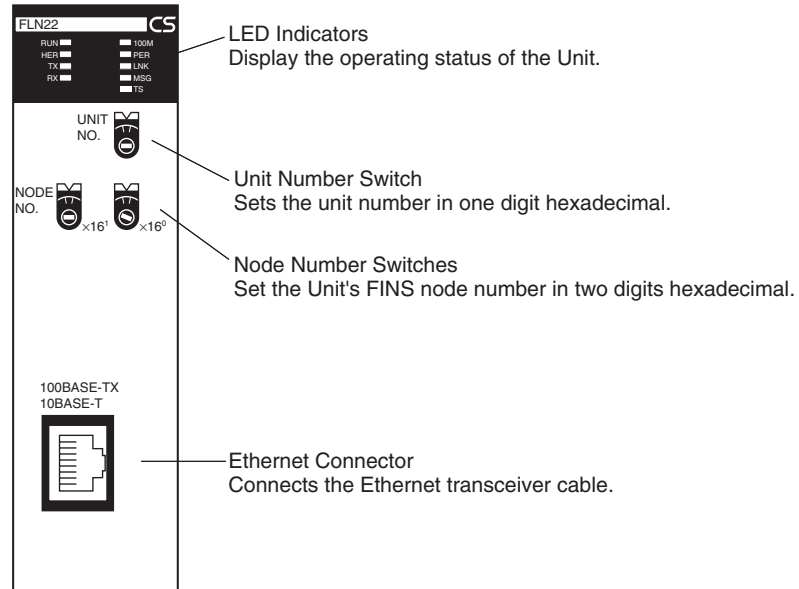 FLN22
CS
RUN
HER
TX
RX
100M
PER
LNK
MSG
TS
LED Indicators
Display the operating status of the Unit.
UNIT
NO.
Unit Number Switch
Sets the unit number in one digit hexadecimal.
NODE
NO.
×16¹
×16⁰
Node Number Switches
Set the Unit's FINS node number in two digits hexadecimal.
100BASE-TX
10BASE-T
Ethernet Connector
Connects the Ethernet transceiver cable.